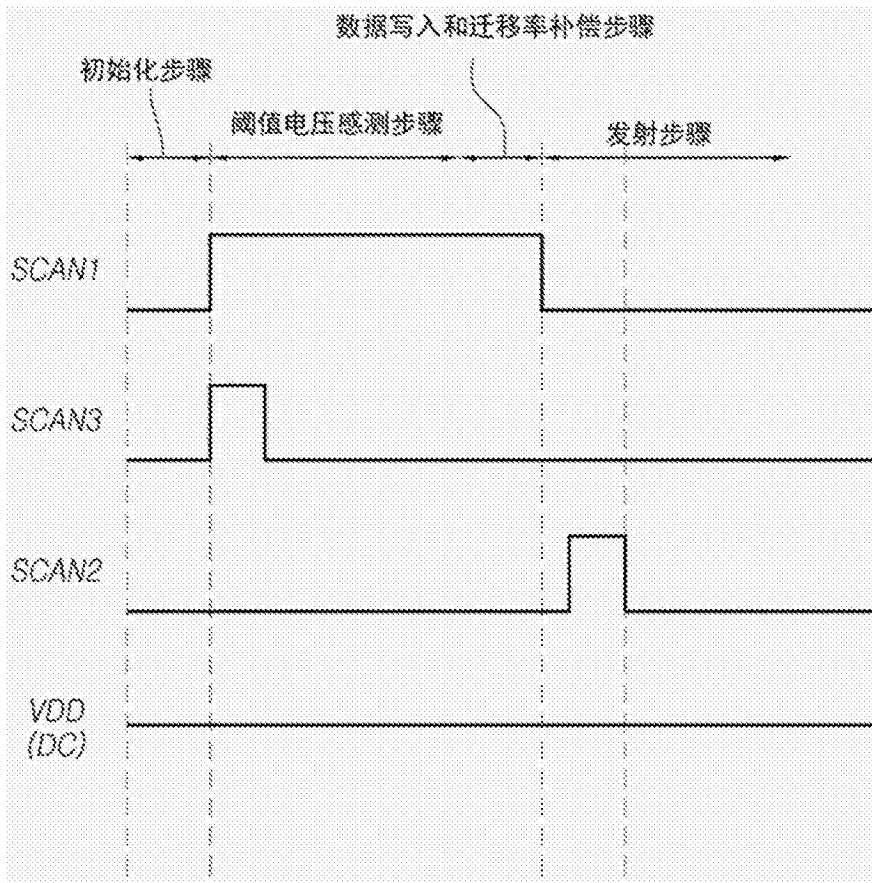 数据写入和迁移率补偿步骤
初始化步骤
阈值电压感测步骤
发射步骤
SCAN1
SCAN3
SCAN2
VDD
(DC)